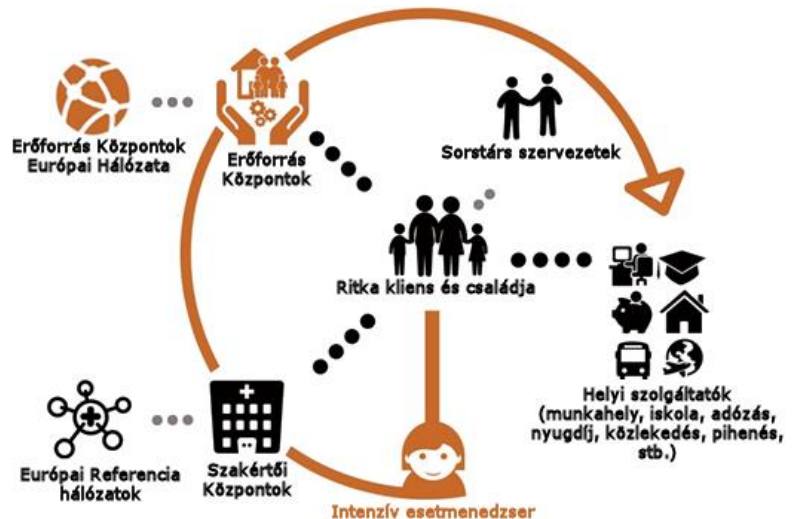 Erőforrás Központok
Európai Hálózata
Erőforrás
Központok
Sorstárs szervezetek
Ritka kliens és családja
Helyi szolgáltatók
(munkahely, iskola, adózás,
nyugdíj, közlekedés, pihenés,
stb.)
Európai Referencia
hálózatok
Szakértői
Központok
Intenzív esetmenedzser